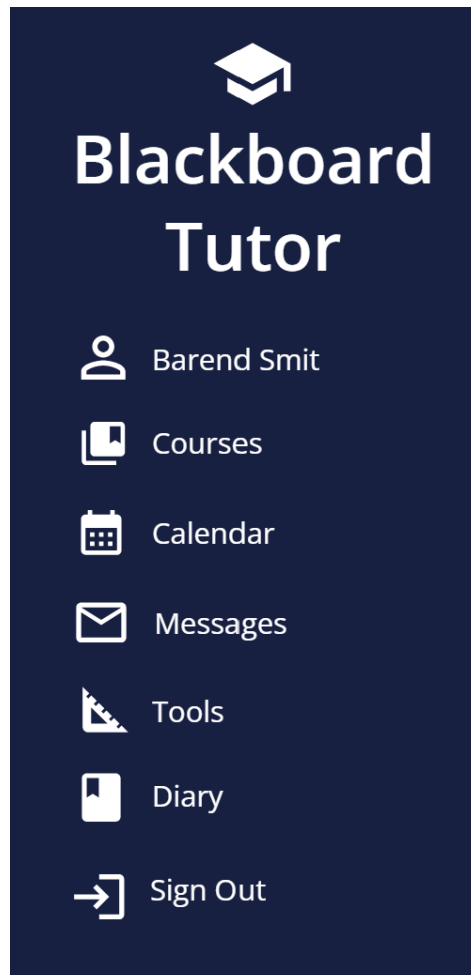 Blackboard
Tutor
Barend Smit
Courses
Calendar
Messages
Tools
Diary
Sign Out